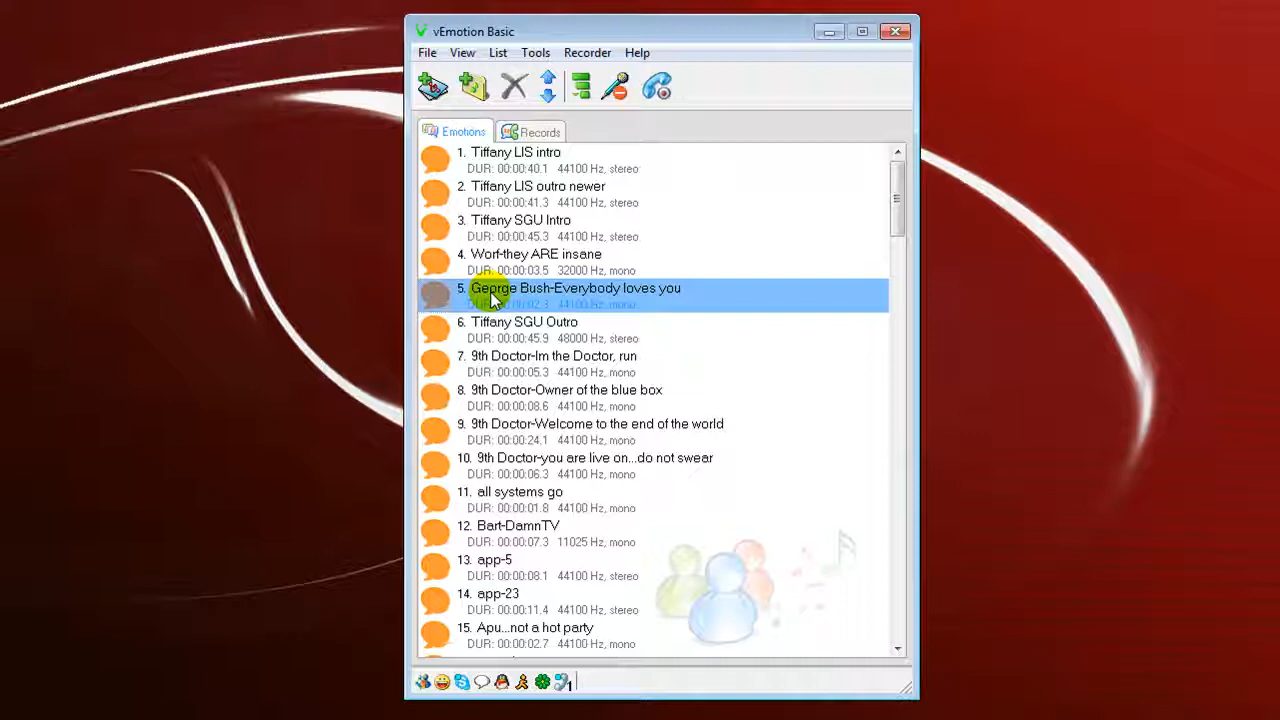 vEmotion Basic
File View List Tools Recorder Help
Emotions Records
1. Tiffany LIS intro
DUR: 00:00:40.1 44100 Hz, stereo
2. Tiffany LIS outro newer
DUR: 00:00:41.3 44100 Hz, stereo
3. Tiffany SGU Intro
DUR: 00:00:45.3 44100 Hz, stereo
4. Worf-they ARE insane
DUR: 00:00:03.5 32000 Hz, mono
5. George Bush-Everybody loves you
DUR: 00:00:02.3 44100 Hz, mono
6. Tiffany SGU Outro
DUR: 00:00:45.9 48000 Hz, stereo
7. 9th Doctor-Im the Doctor, run
DUR: 00:00:05.3 44100 Hz, mono
8. 9th Doctor-Owner of the blue box
DUR: 00:00:08.6 44100 Hz, mono
9. 9th Doctor-Welcome to the end of the world
DUR: 00:00:24.1 44100 Hz, mono
10. 9th Doctor-you are live on...do not swear
DUR: 00:00:06.3 44100 Hz, mono
11. all systems go
DUR: 00:00:01.8 44100 Hz, mono
12. Bart-DamnTV
DUR: 00:00:07.3 11025 Hz, mono
13. app-5
DUR: 00:00:08.1 44100 Hz, stereo
14. app-23
DUR: 00:00:11.4 44100 Hz, stereo
15. Apu...not a hot party
DUR: 00:00:02.7 44100 Hz, mono